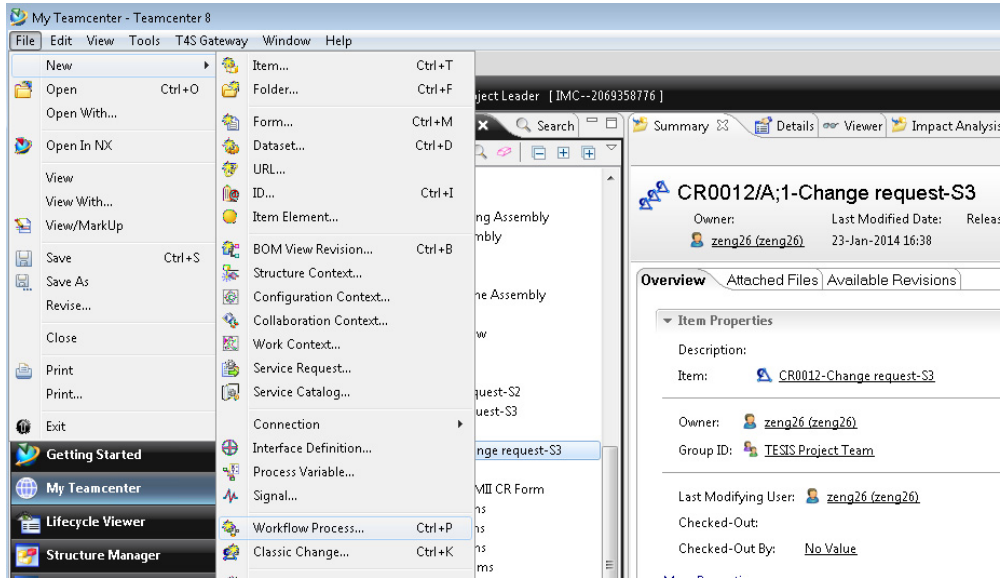 My Teamcenter - Teamcenter 8
File Edit View Tools T4S Gateway Window Help
New
Open Ctrl+O
Open With...
Open In NX
View
View With...
View/MarkUp
Save Ctrl+S
Save As
Revise...
Close
Print
Print...
Exit
Getting Started
My Teamcenter
Lifecycle Viewer
Structure Manager
Item... Ctrl+T
Folder... Ctrl+F
Form... Ctrl+M
Dataset... Ctrl+D
URL...
ID... Ctrl+I
Item Element...
BOM View Revision... Ctrl+B
Structure Context...
Configuration Context...
Collaboration Context...
Work Context...
Service Request...
Service Catalog...
Connection
Interface Definition...
Process Variable...
Signal...
Workflow Process... Ctrl+P
Classic Change... Ctrl+K
ject Leader [ IMC--2069358776 ]
Search
ng Assembly
mbly
ne Assembly
w
quest-S2
uest-S3
nge request-S3
MII CR Form
ns
ns
ns
ms
Summary Details Viewer Impact Analysis
CR0012/A;1-Change request-S3
Owner: Last Modified Date: Releas
zeng26 (zeng26) 23-Jan-2014 16:38
Overview Attached Files Available Revisions
Item Properties
Description:
Item: CR0012-Change request-S3
Owner: zeng26 (zeng26)
Group ID: TESIS Project Team
Last Modifying User: zeng26 (zeng26)
Checked-Out:
Checked-Out By: No Value